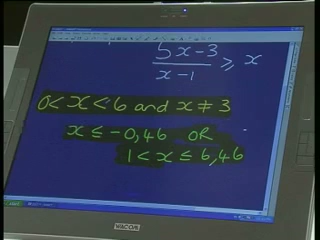 5x-3
x-1
⩾ x
0<x<6 and x≠3
x ≤ -0,46 OR
1<x ≤ 6,46
WACOM